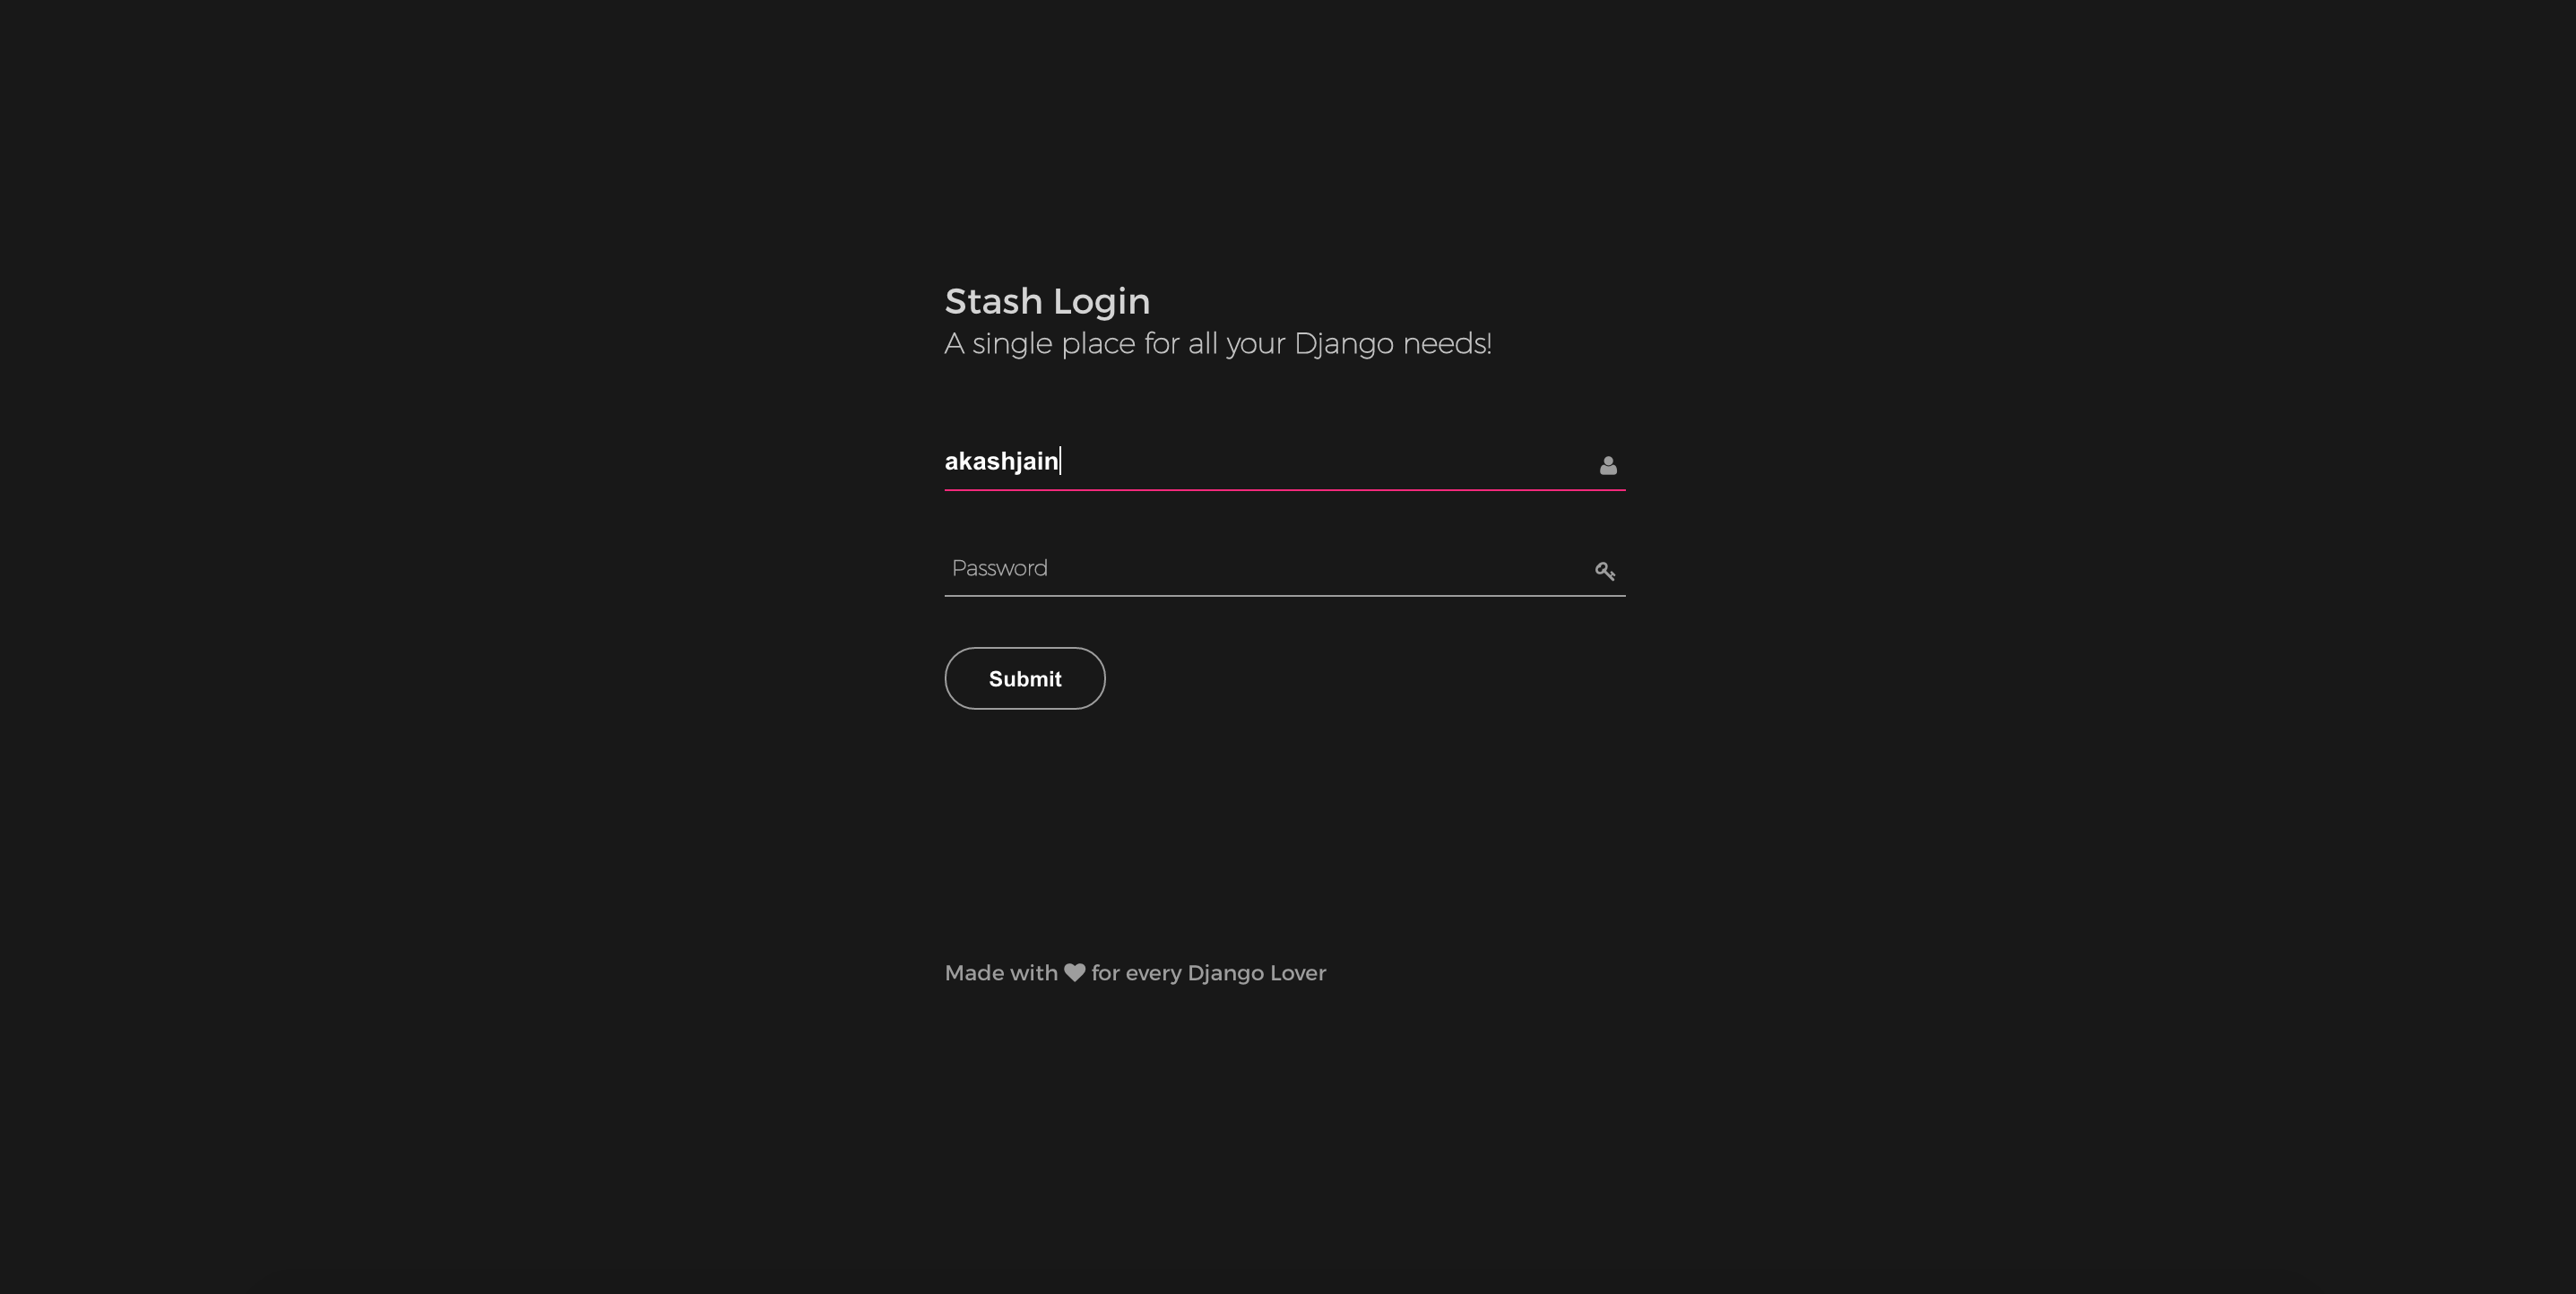 Stash Login
A single place for all your Django needs!
akashjain
Password
Submit
Made with for every Django Lover